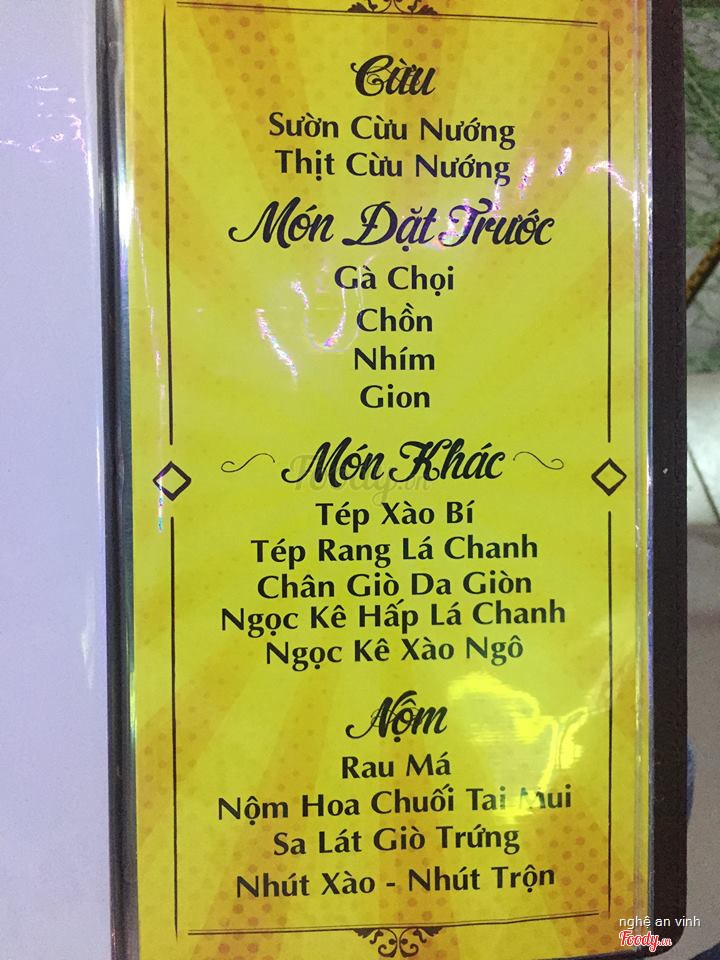 Cừu
Sườn Cừu Nướng
Thịt Cừu Nướng
Món Đặt Trước
Gà Chọi
Chồn
Nhím
Gion
Món Khác
Foody.vn
Tép Xào Bí
Tép Rang Lá Chanh
Chân Giò Da Giòn
Ngọc Kê Hấp Lá Chanh
Ngọc Kê Xào Ngô
Nộm
Rau Má
Nộm Hoa Chuối Tai Mui
Sa Lát Giò Trứng
Nhút Xào - Nhút Trộn
nghệ an vinh
Foody.vn